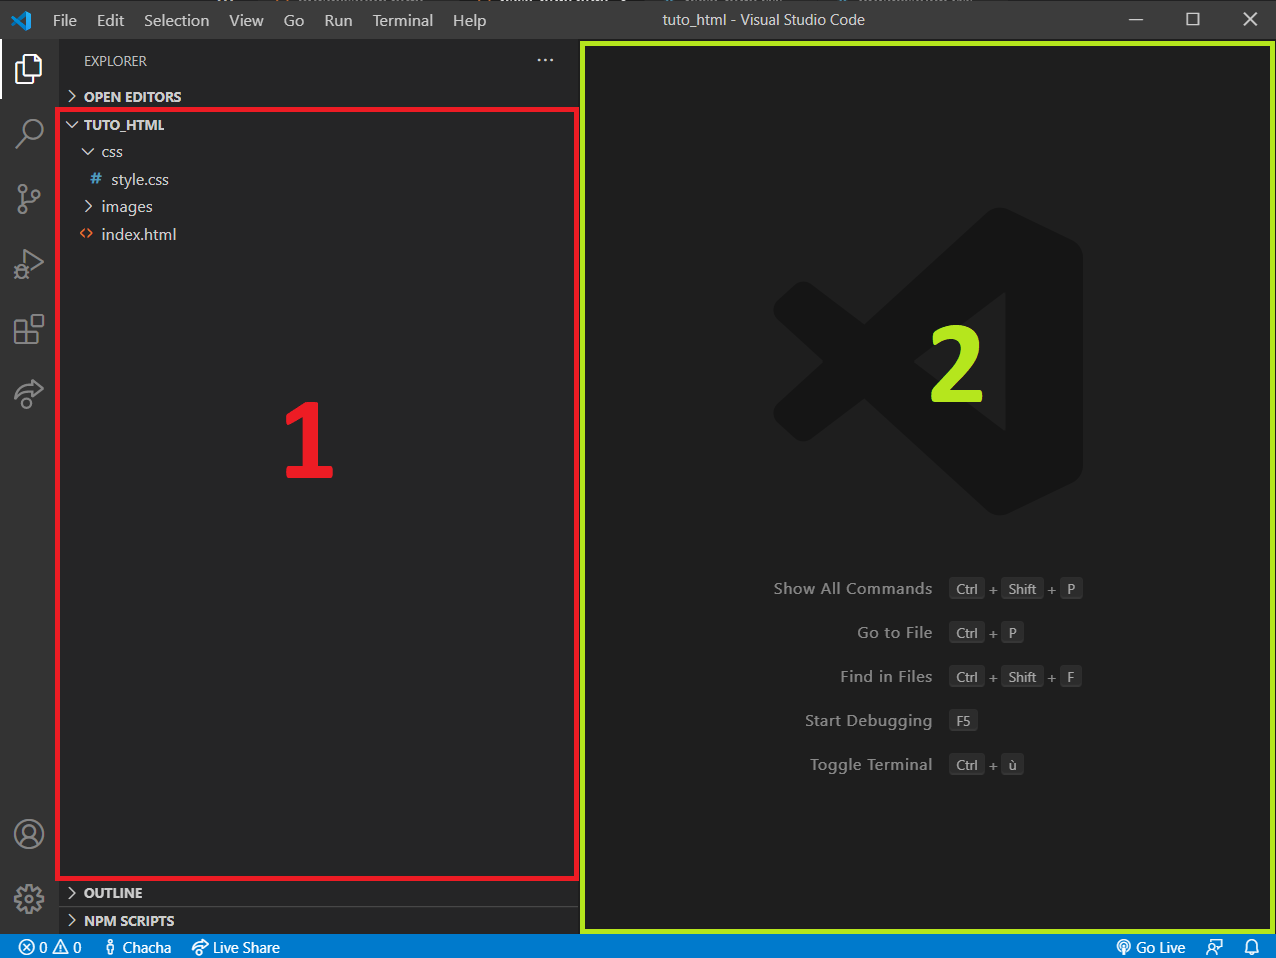 File Edit Selection View Go Run Terminal Help tuto_html - Visual Studio Code
EXPLORER
OPEN EDITORS
TUTO_HTML
css
# style.css
images
<> index.html
1
2
Show All Commands Ctrl + Shift + P
Go to File Ctrl + P
Find in Files Ctrl + Shift + F
Start Debugging F5
Toggle Terminal Ctrl + ù
OUTLINE
NPM SCRIPTS
0 0 Chacha Live Share Go Live